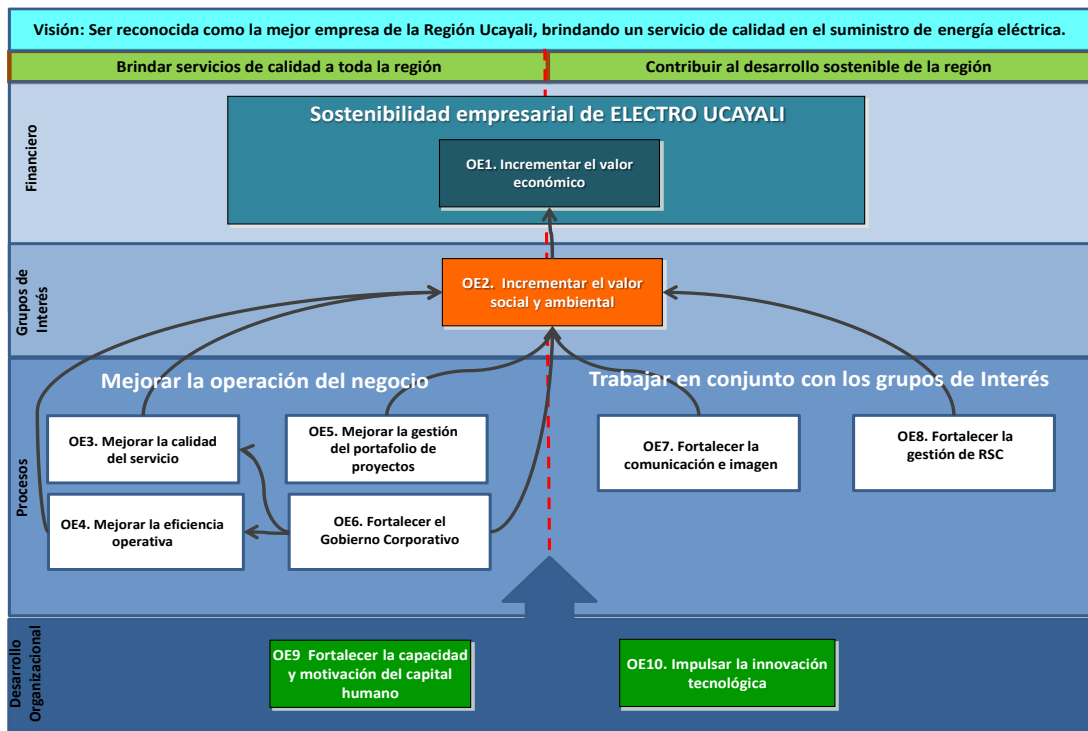 Visión: Ser reconocida como la mejor empresa de la Región Ucayali, brindando un servicio de calidad en el suministro de energía eléctrica.
Brindar servicios de calidad a toda la región
Contribuir al desarrollo sostenible de la región
Financiero
Sostenibilidad empresarial de ELECTRO UCAYALI
OE1. Incrementar el valor
económico
Grupos de
Interés
OE2. Incrementar el valor
social y ambiental
Procesos
Mejorar la operación del negocio
Trabajar en conjunto con los grupos de Interés
OE3. Mejorar la calidad
del servicio
OE5. Mejorar la gestión
del portafolio de
proyectos
OE7. Fortalecer la
comunicación e imagen
OE8. Fortalecer la
gestión de RSC
OE4. Mejorar la eficiencia
operativa
OE6. Fortalecer el
Gobierno Corporativo
Desarrollo
Organizacional
OE9 Fortalecer la capacidad
y motivación del capital
humano
OE10. Impulsar la innovación
tecnológica